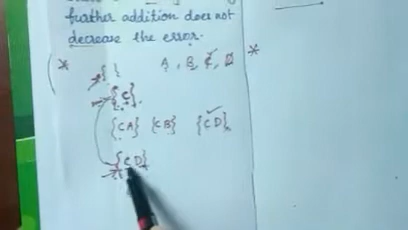 further addition does not
decrease the error.
* { } A, B, C, D *
{C}
{CA} {CB} {CD}
{CD}